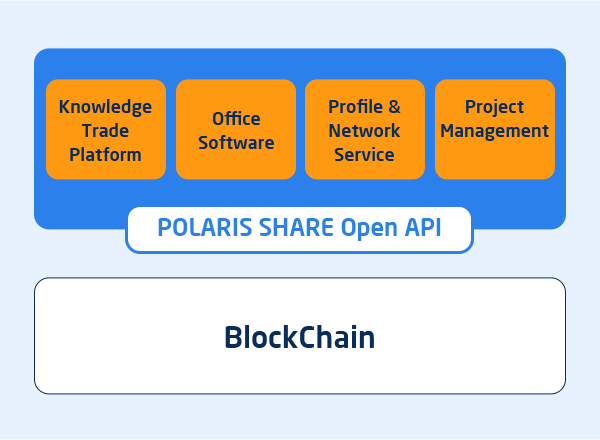 Knowledge
Trade
Platform
Office
Software
Profile &
Network
Service
Project
Management
POLARIS SHARE Open API
BlockChain